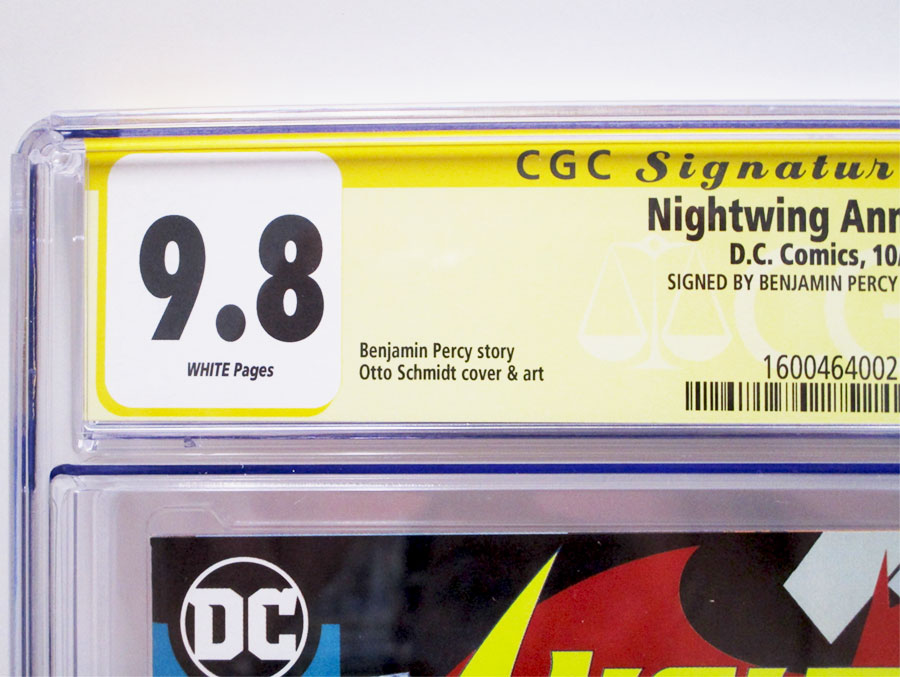 CGC Signatur
9.8
WHITE Pages
Nightwing Ann
D.C. Comics, 10/
SIGNED BY BENJAMIN PERCY
Benjamin Percy story
Otto Schmidt cover & art
1600464002
CG
DC